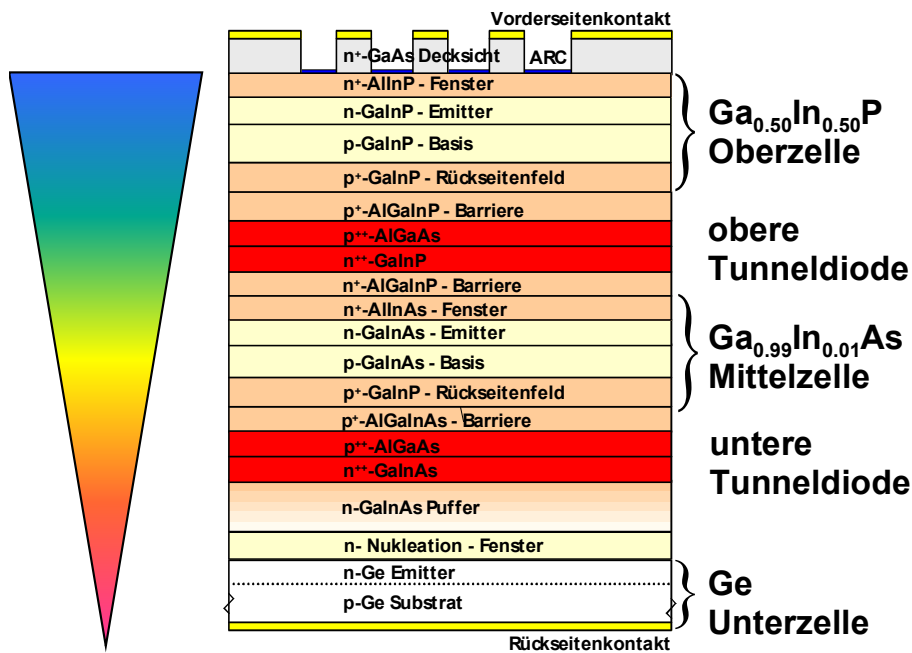 Vorderseitenkontakt
n⁺-GaAs Decksicht ARC
n⁺-AlInP - Fenster
n-GaInP - Emitter
p-GaInP - Basis
p⁺-GaInP - Rückseitenfeld
Ga₀.₅₀In₀.₅₀P
Oberzelle
p⁺-AlGaInP - Barriere
p⁺⁺-AlGaAs
n⁺⁺-GaInP
n⁺-AlGaInP - Barriere
obere
Tunneldiode
n⁺-AlInAs - Fenster
n-GaInAs - Emitter
p-GaInAs - Basis
p⁺-GaInP - Rückseitenfeld
Ga₀.₉₉In₀.₀₁As
Mittelzelle
p⁺-AlGaInAs - Barriere
p⁺⁺-AlGaAs
n⁺⁺-GaInAs
untere
Tunneldiode
n-GaInAs Puffer
n- Nukleation - Fenster
n-Ge Emitter
p-Ge Substrat
Ge
Unterzelle
Rückseitenkontakt